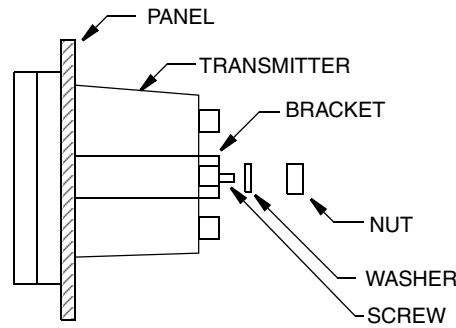 PANEL
TRANSMITTER
BRACKET
NUT
WASHER
SCREW